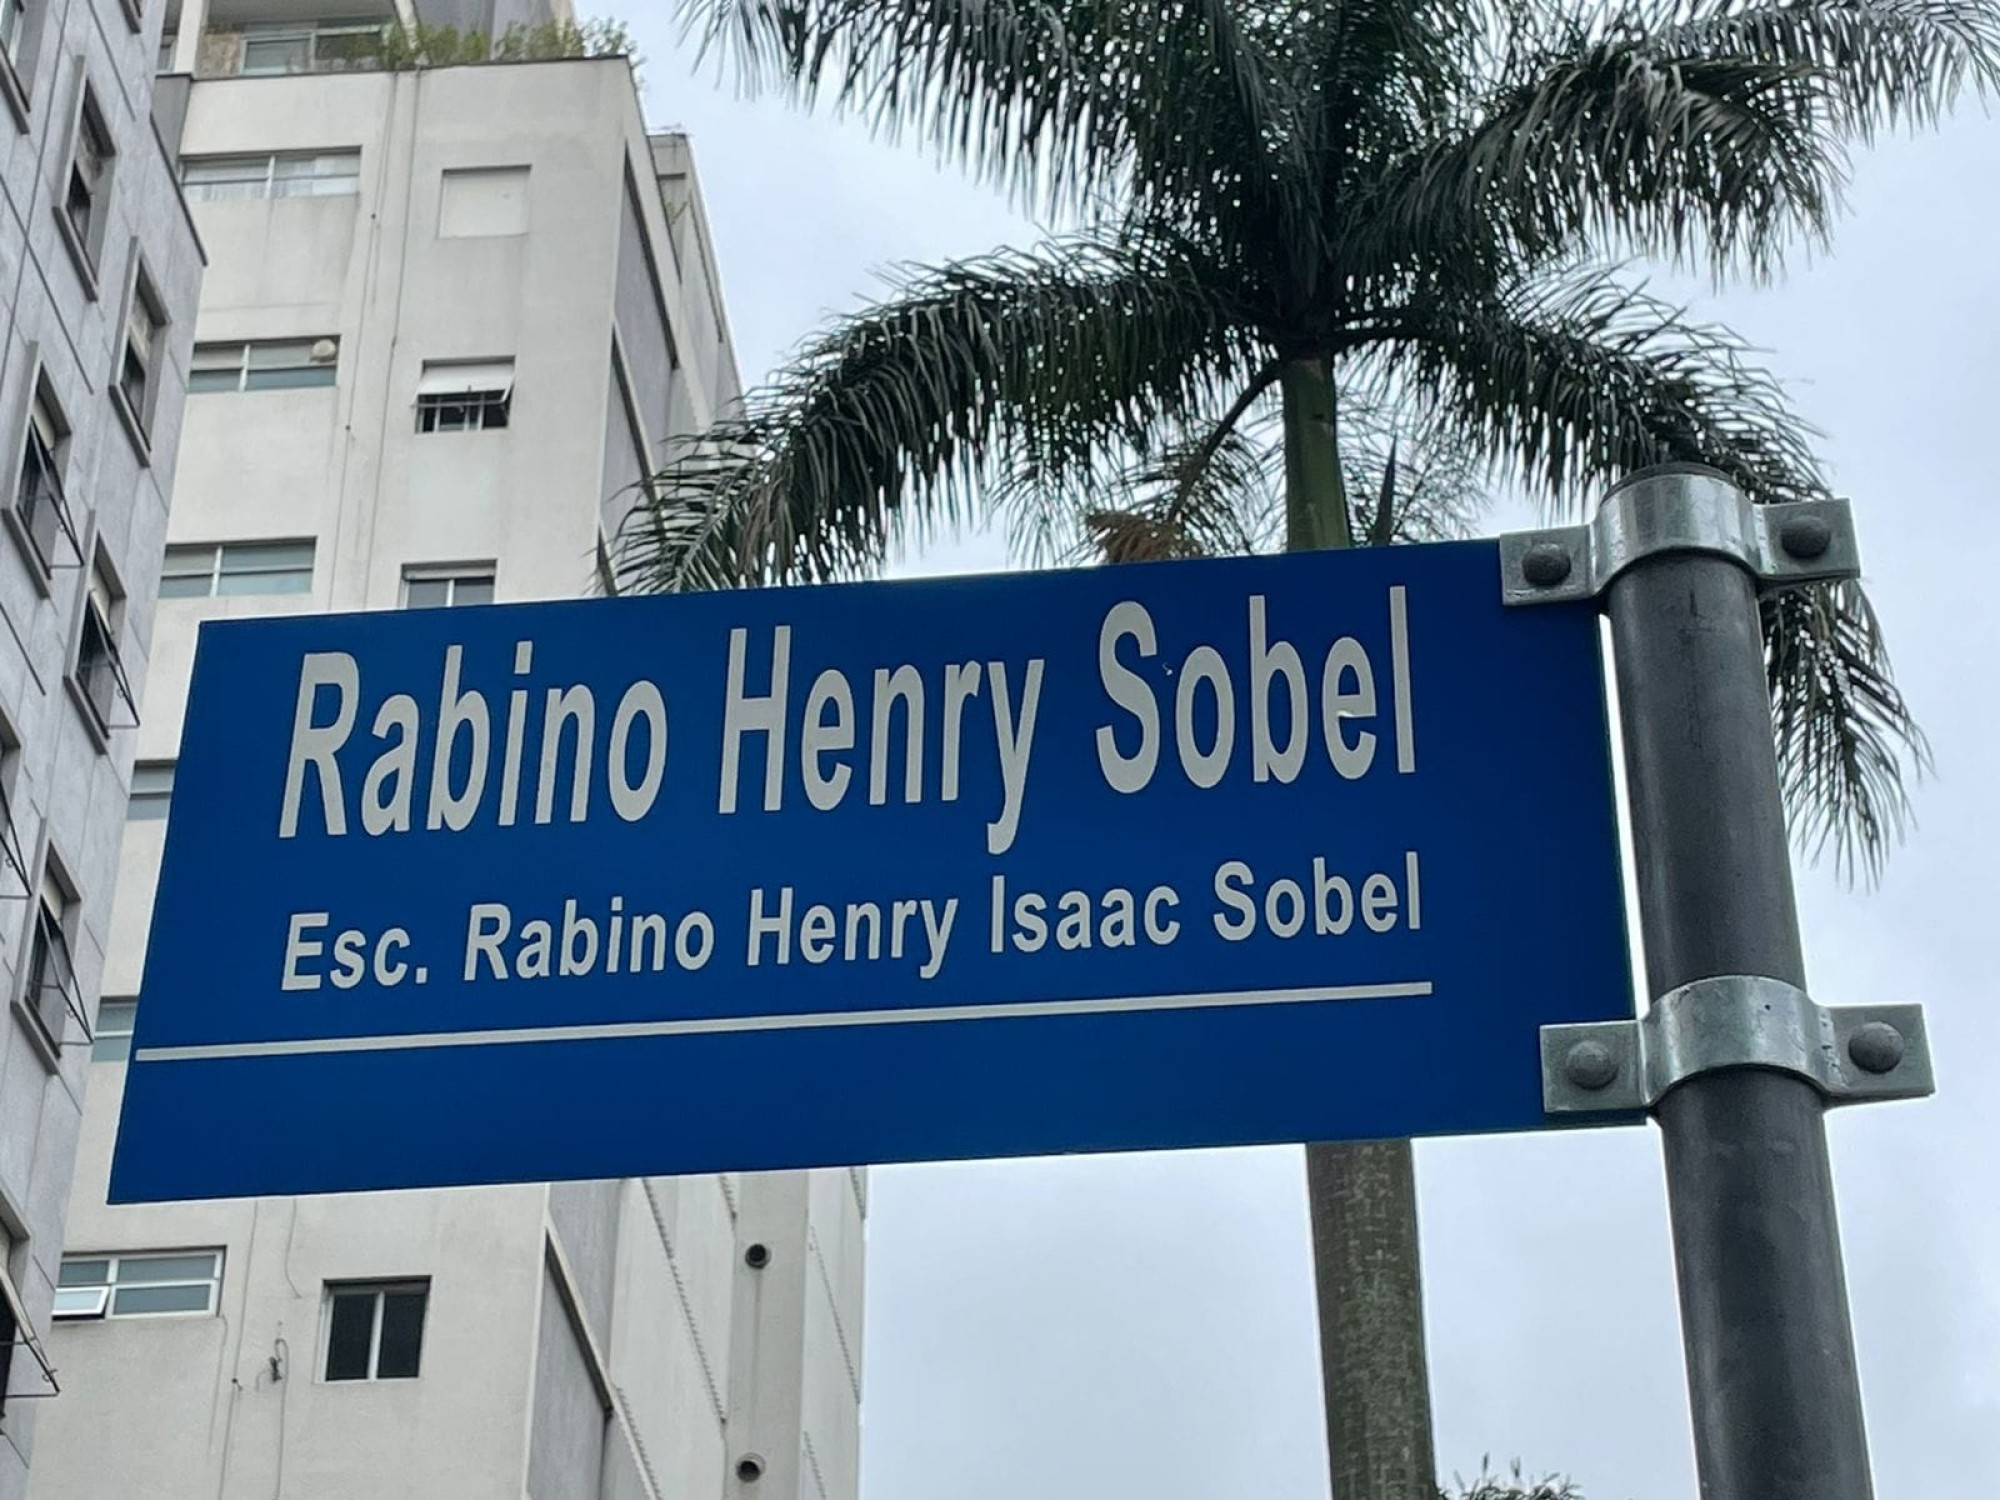 Rabino Henry Sobel
Esc. Rabino Henry Isaac Sobel